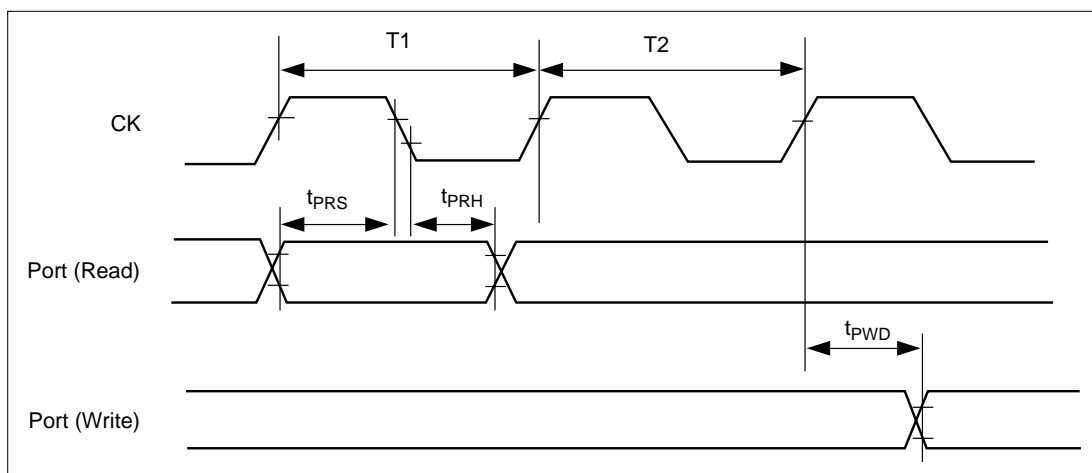 T1 T2
CK
tPRS tPRH
Port (Read)
tPWD
Port (Write)